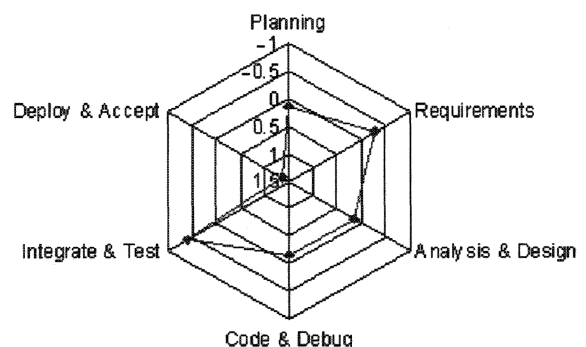 Planning
-1
-0.5
Deploy & Accept
0
Requirements
0.5
1
1.5
Integrate & Test
Analysis & Design
Code & Debug